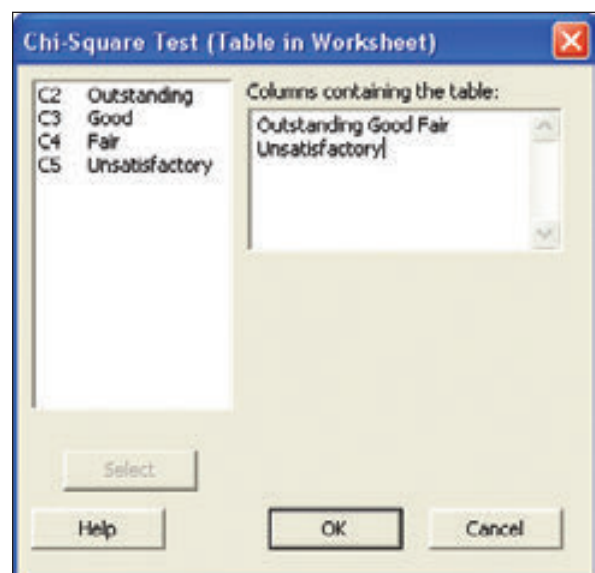 Chi-Square Test (Table in Worksheet)
C2 Outstanding
C3 Good
C4 Fair
C5 Unsatisfactory
Columns containing the table:
Outstanding Good Fair
Unsatisfactory
Select
Help
OK
Cancel